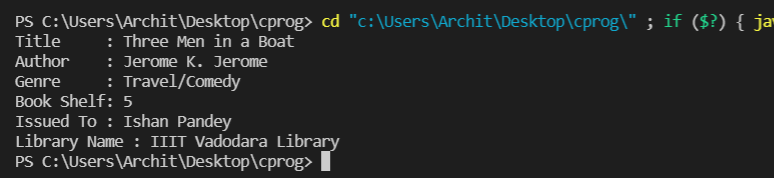 PS C:\Users\Archit\Desktop\cprog> cd "c:\Users\Archit\Desktop\cprog\" ; if ($?) { jav
Title    : Three Men in a Boat
Author   : Jerome K. Jerome
Genre    : Travel/Comedy
Book Shelf: 5
Issued To : Ishan Pandey
Library Name : IIIT Vadodara Library
PS C:\Users\Archit\Desktop\cprog>